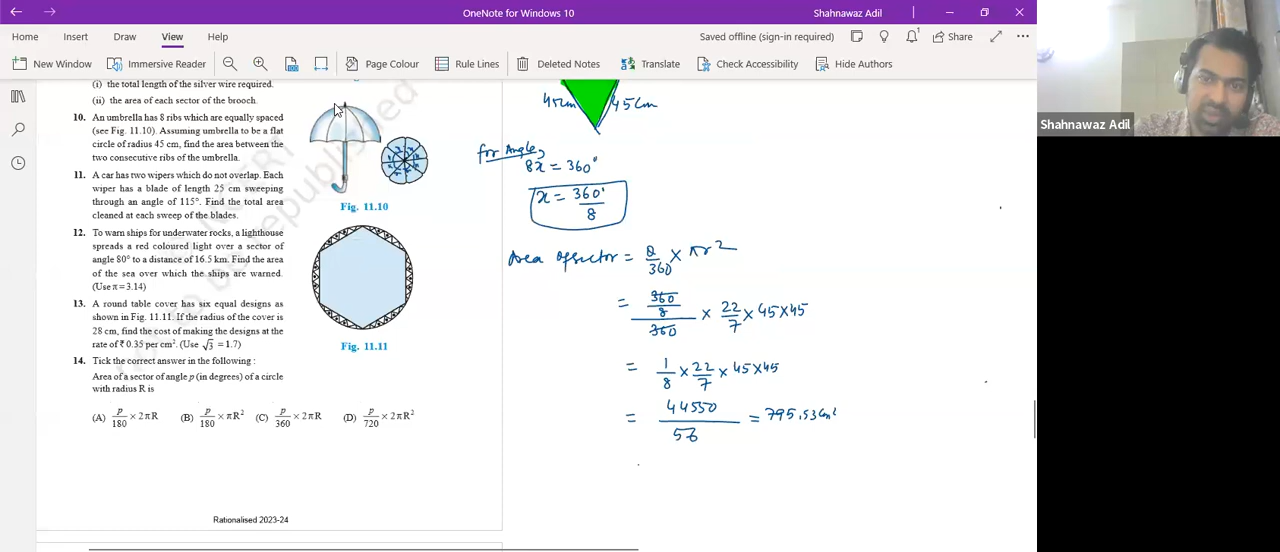 OneNote for Windows 10
Shahnawaz Adil
Home Insert Draw View Help
Saved offline (sign-in required)
Share
New Window Immersive Reader Page Colour Rule Lines Deleted Notes Translate Check Accessibility Hide Authors
(i) the total length of the silver wire required.
(ii) the area of each sector of the brooch.
10. An umbrella has 8 ribs which are equally spaced
(see Fig. 11.10). Assuming umbrella to be a flat
circle of radius 45 cm, find the area between the
two consecutive ribs of the umbrella.
11. A car has two wipers which do not overlap. Each
wiper has a blade of length 25 cm sweeping
through an angle of 115°. Find the total area
cleaned at each sweep of the blades.
Fig. 11.10
12. To warn ships for underwater rocks, a lighthouse
spreads a red coloured light over a sector of
angle 80° to a distance of 16.5 km. Find the area
of the sea over which the ships are warned.
(Use π = 3.14)
13. A round table cover has six equal designs as
shown in Fig. 11.11. If the radius of the cover is
28 cm, find the cost of making the designs at the
rate of ₹ 0.35 per cm². (Use √3 = 1.7)
Fig. 11.11
14. Tick the correct answer in the following :
Area of a sector of angle p (in degrees) of a circle
with radius R is
(A) p/180 × 2πR (B) p/180 × πR² (C) p/360 × 2πR (D) p/720 × 2πR²
Rationalised 2023-24
45cm 45cm
for Angle,
8x = 360°
x = 360°/8
Area of sector = θ/360 × πr²
= 360/8/360 × 22/7 × 45×45
= 1/8 × 22/7 × 45×45
= 44550/56 = 795.53cm²
Shahnawaz Adil